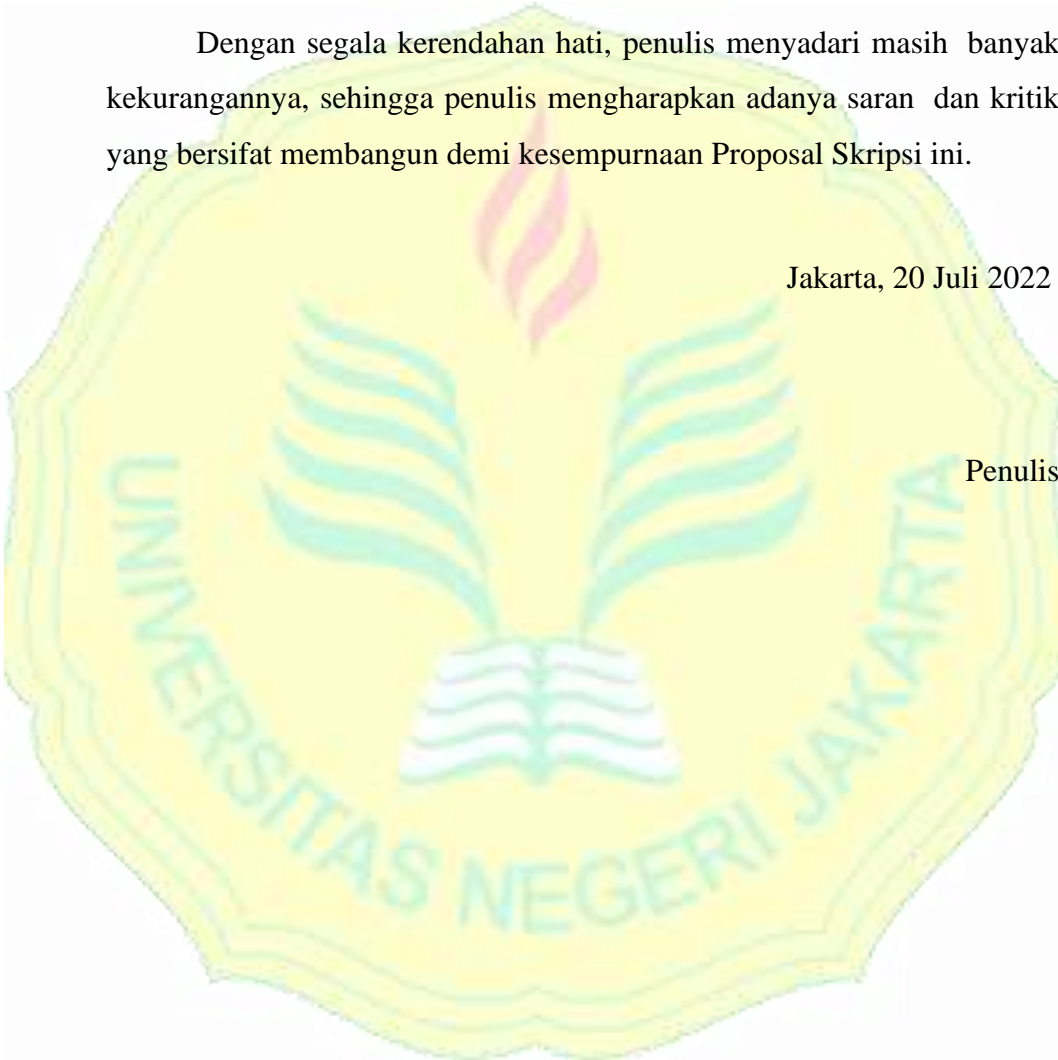 Dengan segala kerendahan hati, penulis menyadari masih banyak
kekurangannya, sehingga penulis mengharapkan adanya saran dan kritik
yang bersifat membangun demi kesempurnaan Proposal Skripsi ini.
Jakarta, 20 Juli 2022
Penulis
UNIVERSITAS NEGERI JAKARTA